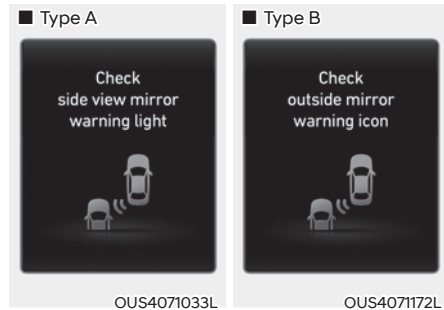 ■ Type A
Check
side view mirror
warning light
OUS4071033L
■ Type B
Check
outside mirror
warning icon
OUS4071172L